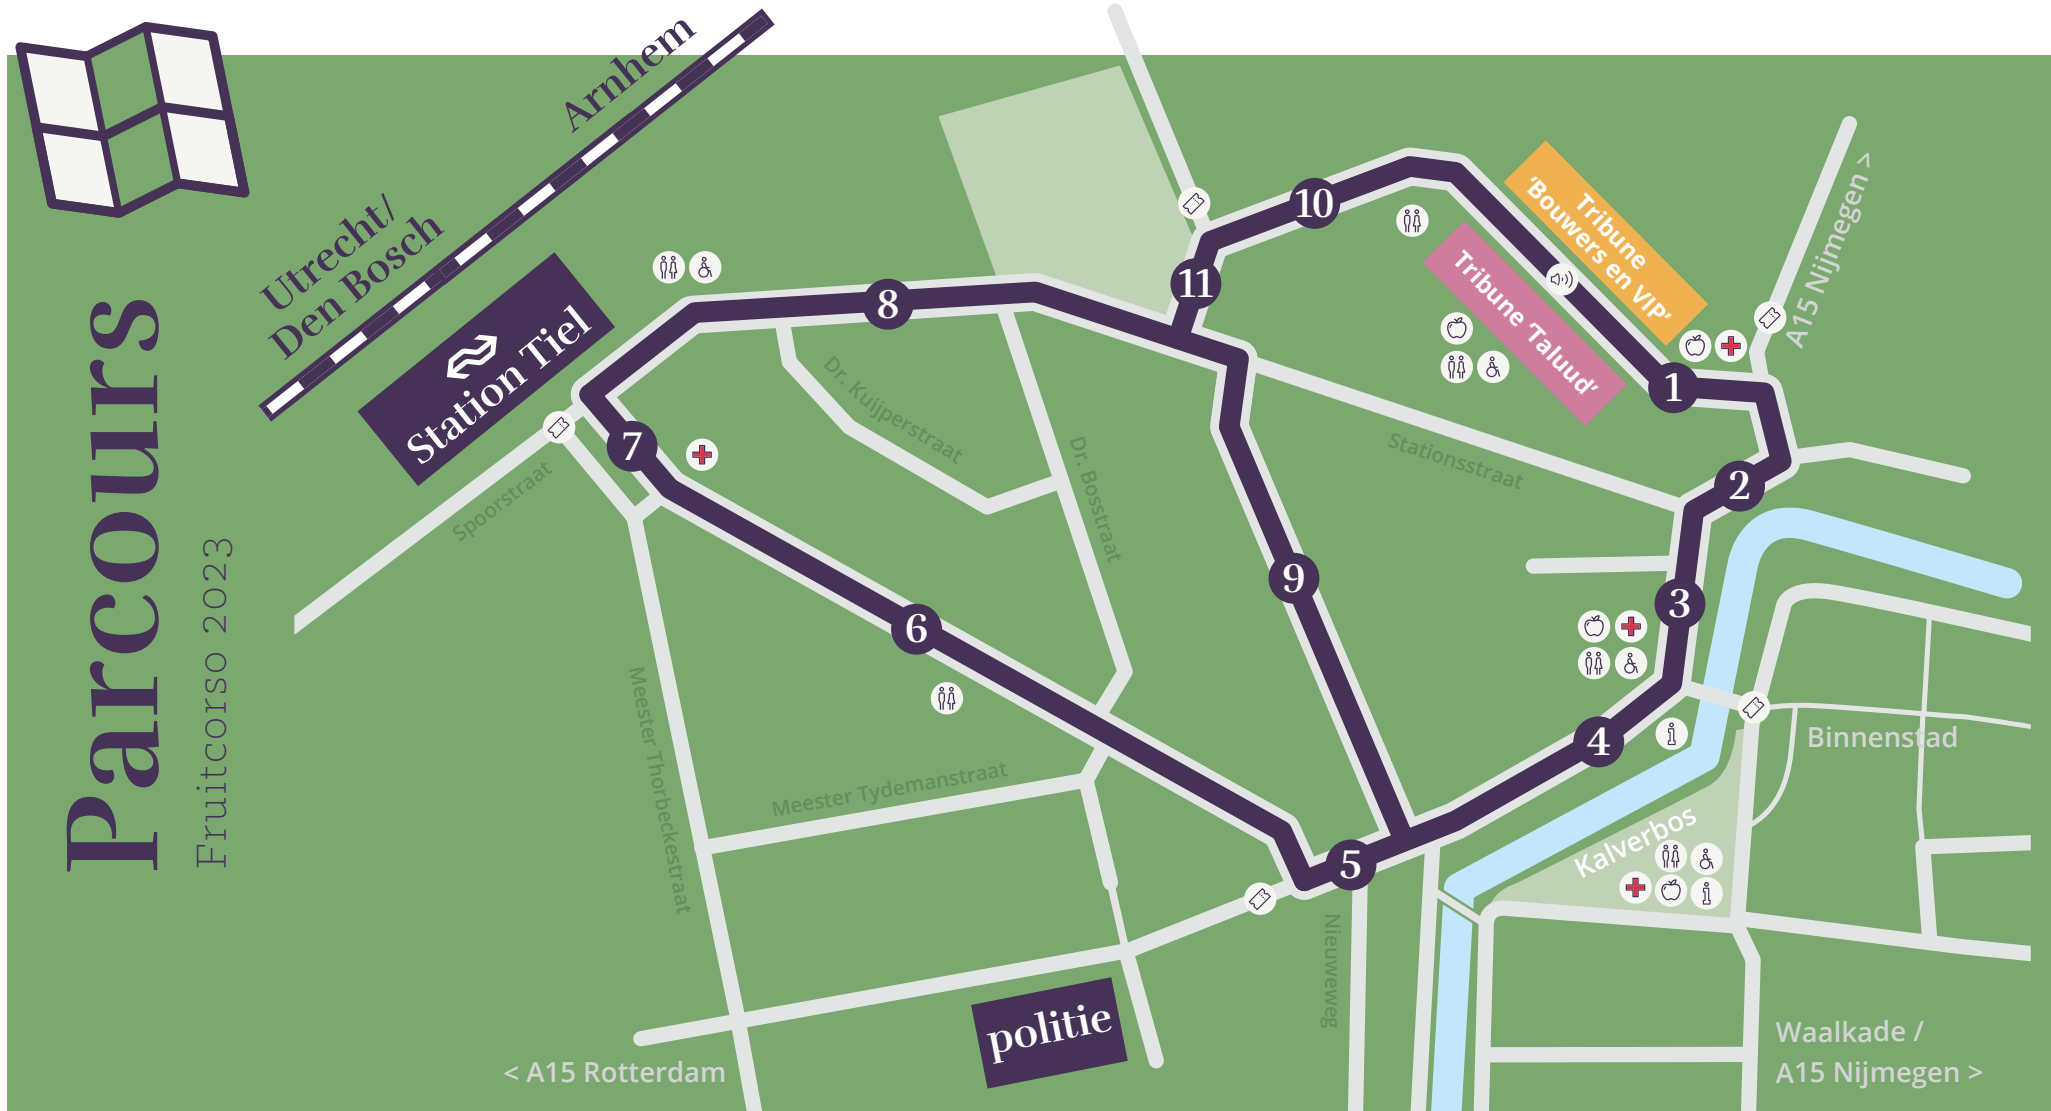 Parcours
Fruitcorso 2023
Arnhem
Utrecht/
Den Bosch
Station Tiel
Tribune
‘Bouwers en VIP’
Tribune ‘Taluud’
A15 Nijmegen >
10
11
8
1
7
2
9
3
6
4
5
Dr. Kuijperstraat
Dr. Bosstraat
Stationsstraat
Spoorstraat
Meester Thorbeckestraat
Meester Tydemanstraat
Nieuweweg
Binnenstad
Kalverbos
i
i
politie
< A15 Rotterdam
Waalkade /
A15 Nijmegen >